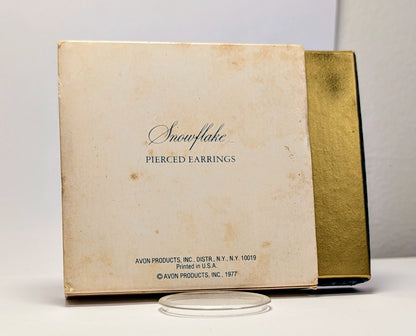 Snowflake
PIERCED EARRINGS
AVON PRODUCTS, INC., DISTR., N.Y., N.Y. 10019
Printed in U.S.A.
© AVON PRODUCTS, INC., 1977